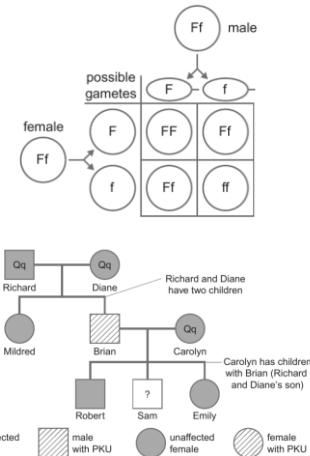 Ff male
possible
gametes F f
female
F FF Ff
Ff
f Ff ff
Qq Qq
Richard Diane
Richard and Diane
have two children
Qq
Mildred Brian Carolyn
Carolyn has children
with Brian (Richard
and Diane's son)
?
Robert Sam Emily
male
with PKU
unaffected
female
female
with PKU